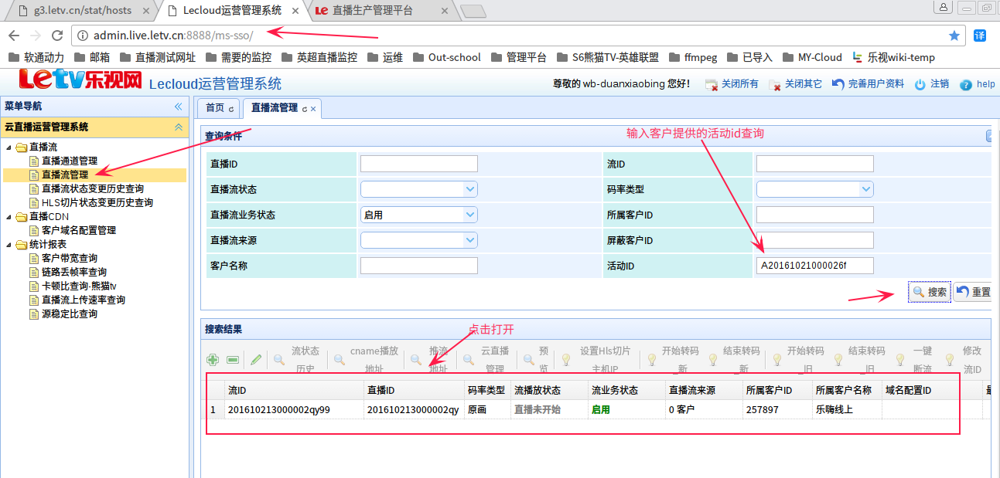 g3.letv.cn/stat/hosts
Lecloud运营管理系统
Le 直播生产管理平台
admin.live.letv.cn:8888/ms-sso/
译
软通动力 邮箱 直播测试网址 需要的监控 英超直播监控 运维 Out-school 管理平台 S6熊猫TV-英雄联盟 ffmpeg 已导入 MY-Cloud 乐视wiki-temp
Letv乐视网 Lecloud运营管理系统
尊敬的 wb-duanxiaobing 您好! 关闭所有 关闭其它 完善用户资料 注销 help
菜单导航
云直播运营管理系统
直播流
直播通道管理
直播流管理
直播流状态变更历史查询
HLS切片状态变更历史查询
直播CDN
客户域名配置管理
统计报表
客户带宽查询
链路丢帧率查询
卡顿比查询-熊猫tv
直播流上传速率查询
源稳定比查询
首页 直播流管理
查询条件
输入客户提供的活动id查询
直播ID 流ID
直播流状态 码率类型
直播流业务状态 启用 所属客户ID
直播流来源 屏蔽客户ID
客户名称 活动ID A20161021000026f
搜索 重置
搜索结果
点击打开
流状态历史 cname播放地址 推流地址 云直播管理 预览 设置Hls切片主机IP 开始转码_新 结束转码_新 开始转码_旧 结束转码_旧 一键断流 修改流ID
流ID 直播ID 码率类型 流播放状态 流业务状态 直播流来源 所属客户ID 所属客户名称 域名配置ID
1 201610213000002qy99 201610213000002qy 原画 直播未开始 启用 0 客户 257897 乐嗨线上